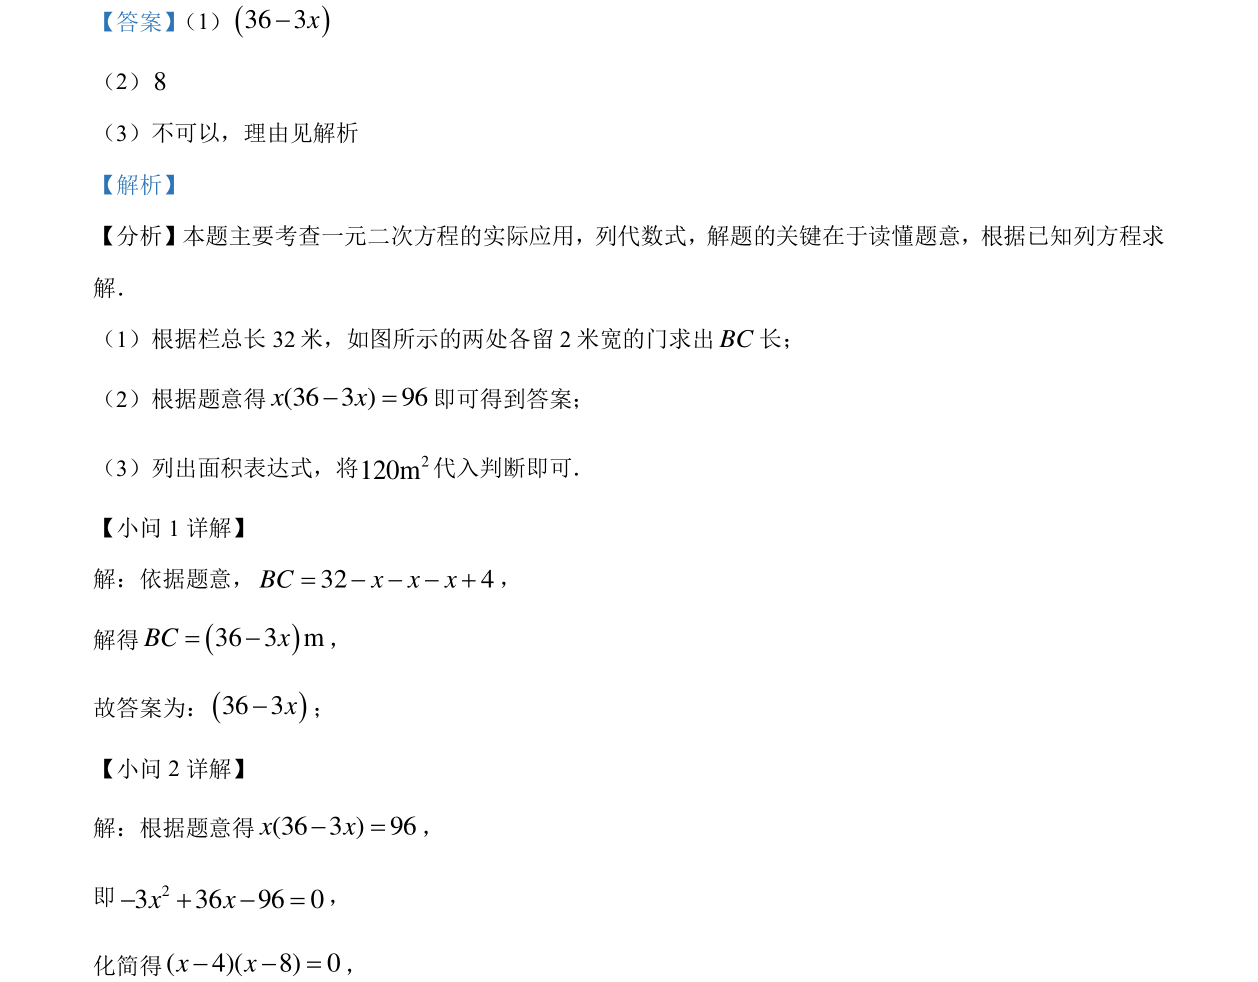 【答案】（1）(36−3x)
（2）8
（3）不可以，理由见解析
【解析】
【分析】本题主要考查一元二次方程的实际应用，列代数式，解题的关键在于读懂题意，根据已知列方程求
解．
（1）根据栏总长 32 米，如图所示的两处各留 2 米宽的门求出 BC 长；
（2）根据题意得 x(36−3x)=96 即可得到答案；
（3）列出面积表达式，将120m²代入判断即可．
【小问 1 详解】
解：依据题意， BC=32−x−x−x+4，
解得 BC=(36−3x)m，
故答案为：(36−3x)；
【小问 2 详解】
解：根据题意得 x(36−3x)=96，
即 −3x²+36x−96=0，
化简得 (x−4)(x−8)=0，